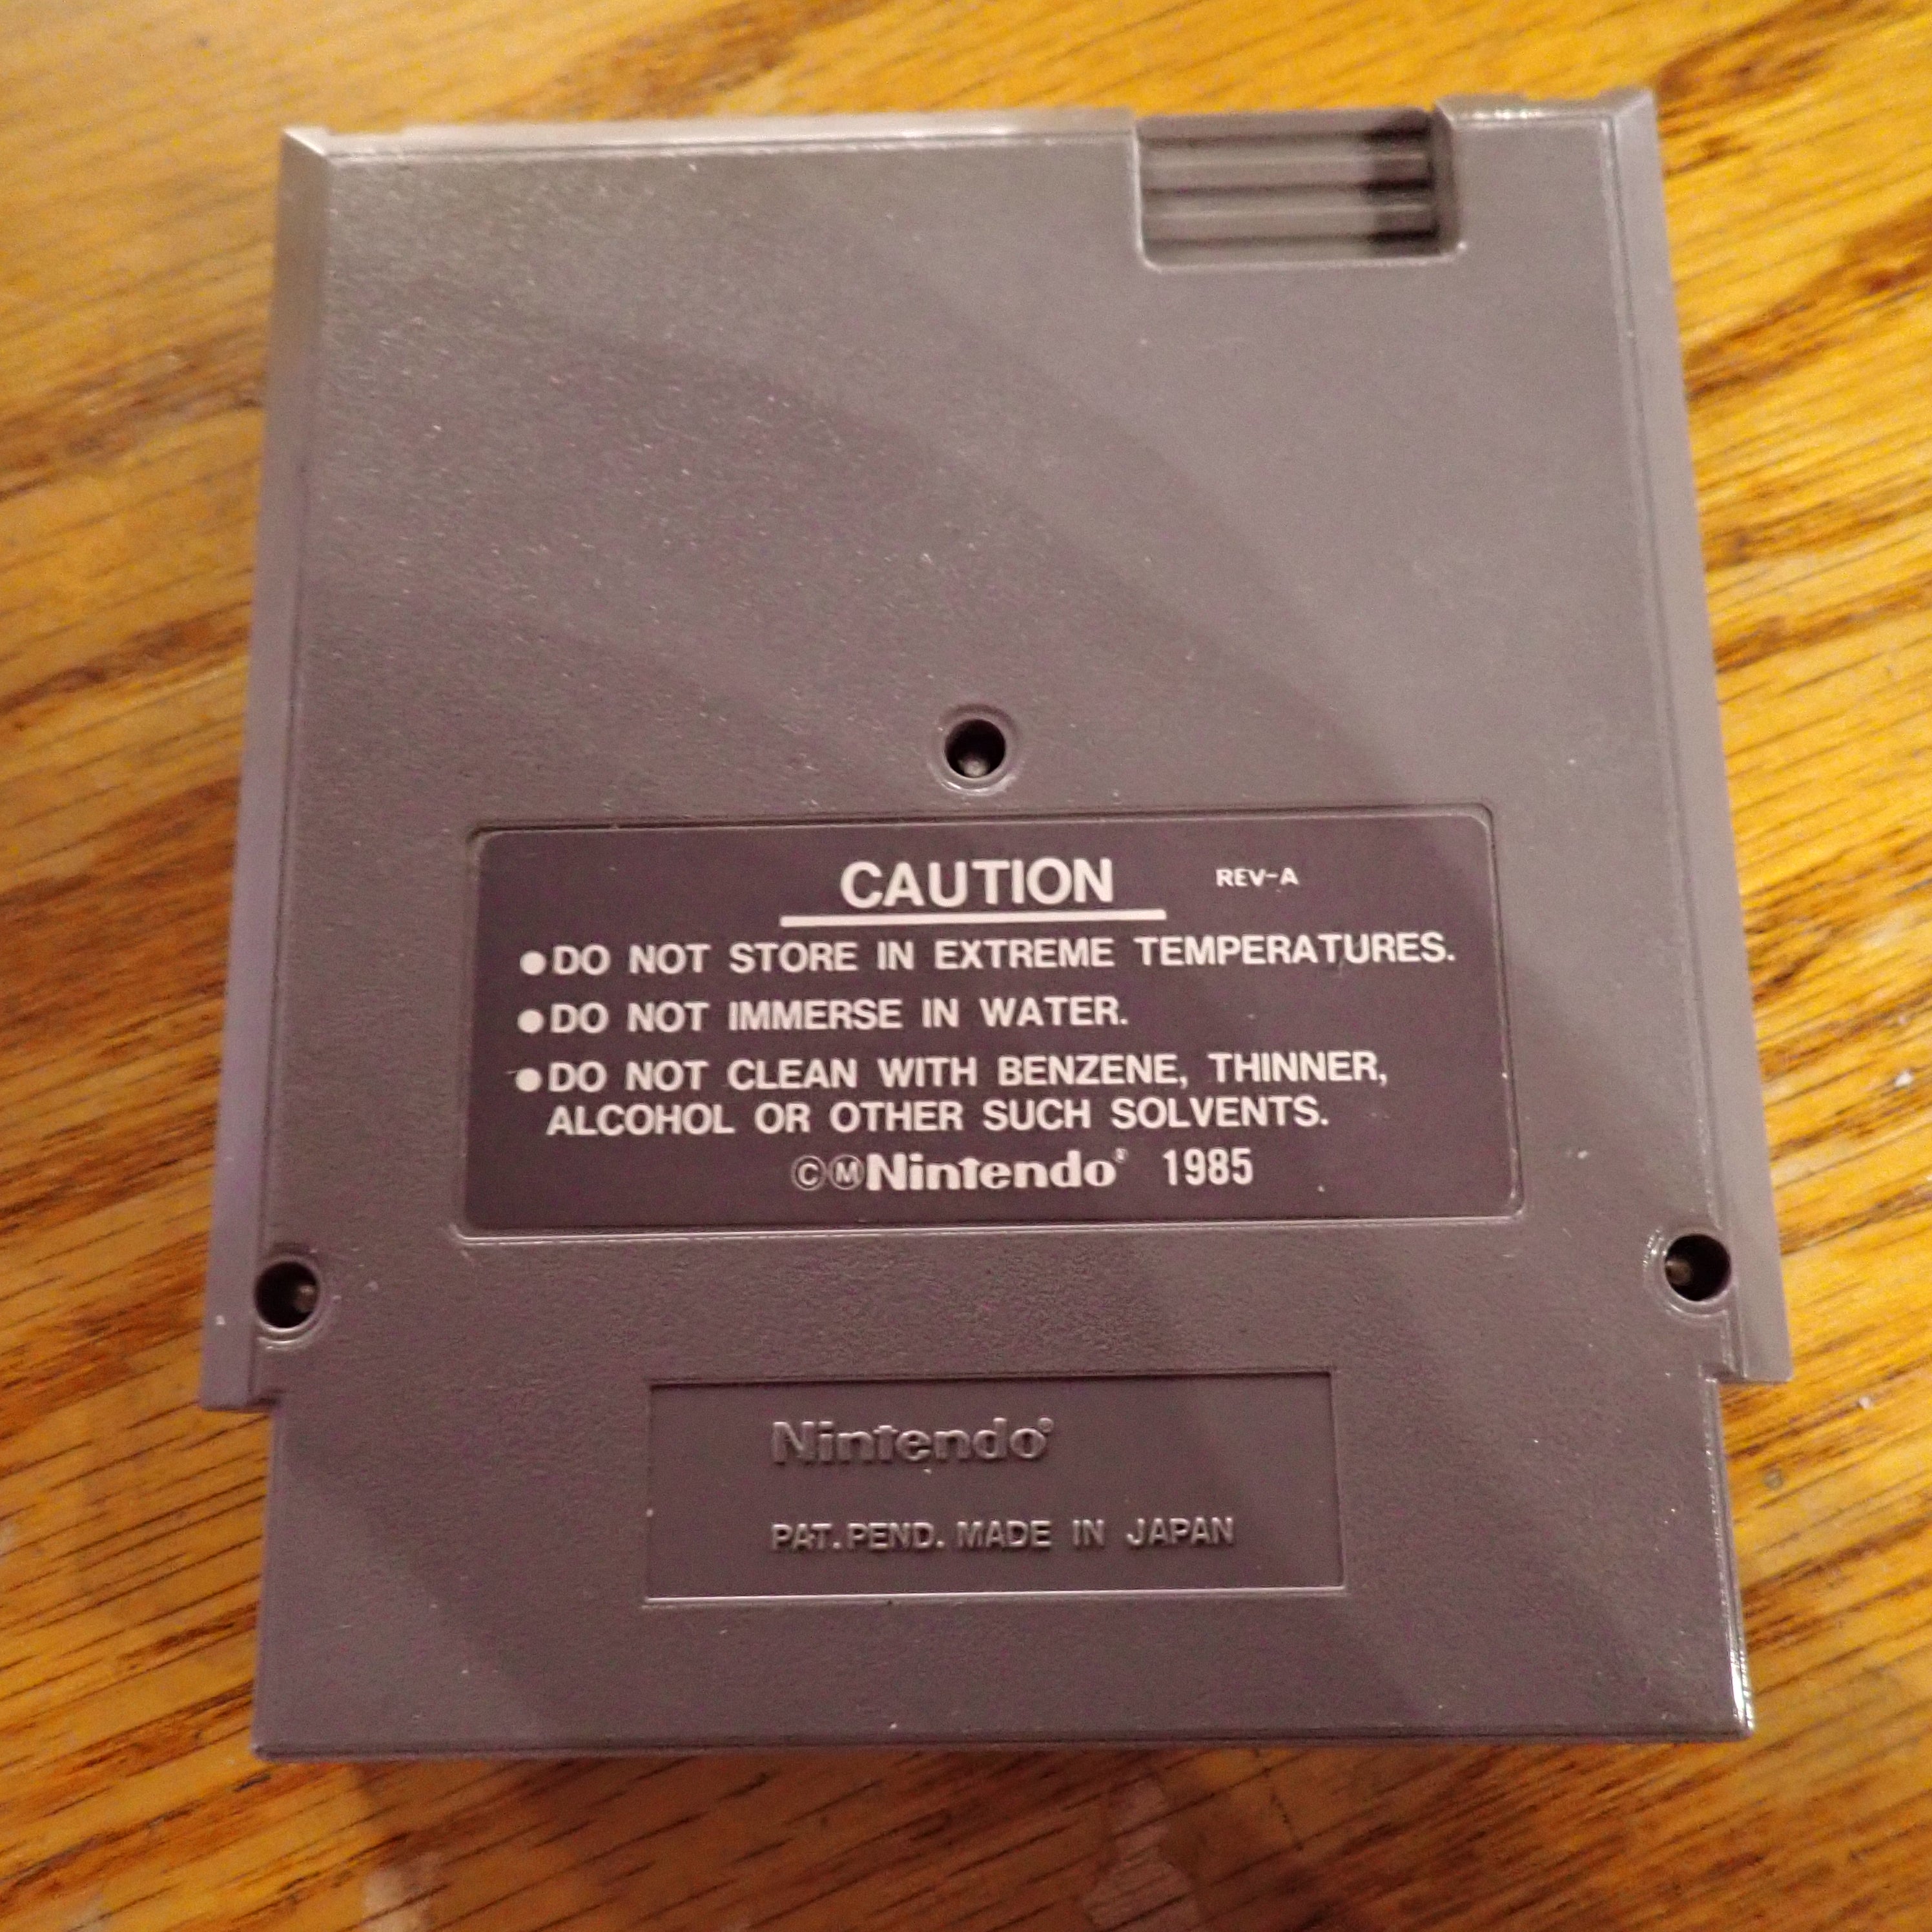 CAUTION REV-A
●DO NOT STORE IN EXTREME TEMPERATURES.
●DO NOT IMMERSE IN WATER.
●DO NOT CLEAN WITH BENZENE, THINNER,
ALCOHOL OR OTHER SUCH SOLVENTS.
©ⓂNintendo® 1985
Nintendo®
PAT. PEND. MADE IN JAPAN